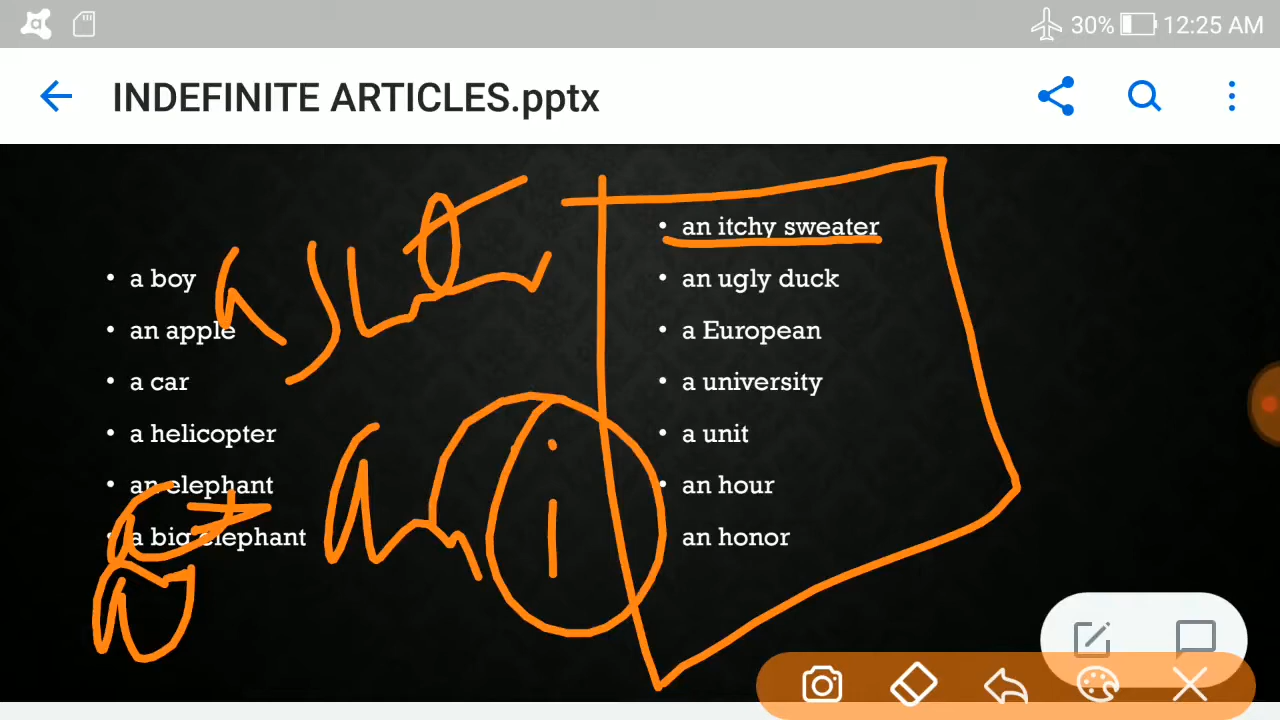 30% 12:25 AM
INDEFINITE ARTICLES.pptx
• a boy
• an apple
• a car
• a helicopter
• an elephant
• a big elephant
• an itchy sweater
• an ugly duck
• a European
• a university
• a unit
• an hour
an honor
an i